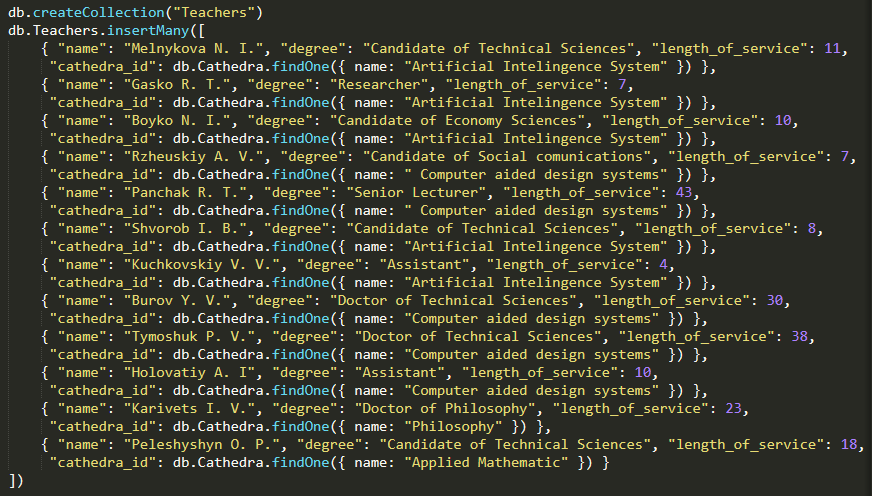 db.createCollection("Teachers")
db.Teachers.insertMany([
{ "name": "Melnykova N. I.", "degree": "Candidate of Technical Sciences", "length_of_service": 11,
"cathedra_id": db.Cathedra.findOne({ name: "Artificial Intelingence System" }) },
{ "name": "Gasko R. T.", "degree": "Researcher", "length_of_service": 7,
"cathedra_id": db.Cathedra.findOne({ name: "Artificial Intelingence System" }) },
{ "name": "Boyko N. I.", "degree": "Candidate of Economy Sciences", "length_of_service": 10,
"cathedra_id": db.Cathedra.findOne({ name: "Artificial Intelingence System" }) },
{ "name": "Rzheuskiy A. V.", "degree": "Candidate of Social comunications", "length_of_service": 7,
"cathedra_id": db.Cathedra.findOne({ name: " Computer aided design systems" }) },
{ "name": "Panchak R. T.", "degree": "Senior Lecturer", "length_of_service": 43,
"cathedra_id": db.Cathedra.findOne({ name: " Computer aided design systems" }) },
{ "name": "Shvorob I. B.", "degree": "Candidate of Technical Sciences", "length_of_service": 8,
"cathedra_id": db.Cathedra.findOne({ name: "Artificial Intelingence System" }) },
{ "name": "Kuchkovskiy V. V.", "degree": "Assistant", "length_of_service": 4,
"cathedra_id": db.Cathedra.findOne({ name: "Artificial Intelingence System" }) },
{ "name": "Burov Y. V.", "degree": "Doctor of Technical Sciences", "length_of_service": 30,
"cathedra_id": db.Cathedra.findOne({ name: "Computer aided design systems" }) },
{ "name": "Tymoshuk P. V.", "degree": "Doctor of Technical Sciences", "length_of_service": 38,
"cathedra_id": db.Cathedra.findOne({ name: "Computer aided design systems" }) },
{ "name": "Holovatiy A. I", "degree": "Assistant", "length_of_service": 10,
"cathedra_id": db.Cathedra.findOne({ name: "Computer aided design systems" }) },
{ "name": "Karivets I. V.", "degree": "Doctor of Philosophy", "length_of_service": 23,
"cathedra_id": db.Cathedra.findOne({ name: "Philosophy" }) },
{ "name": "Peleshyshyn O. P.", "degree": "Candidate of Technical Sciences", "length_of_service": 18,
"cathedra_id": db.Cathedra.findOne({ name: "Applied Mathematic" }) }
])